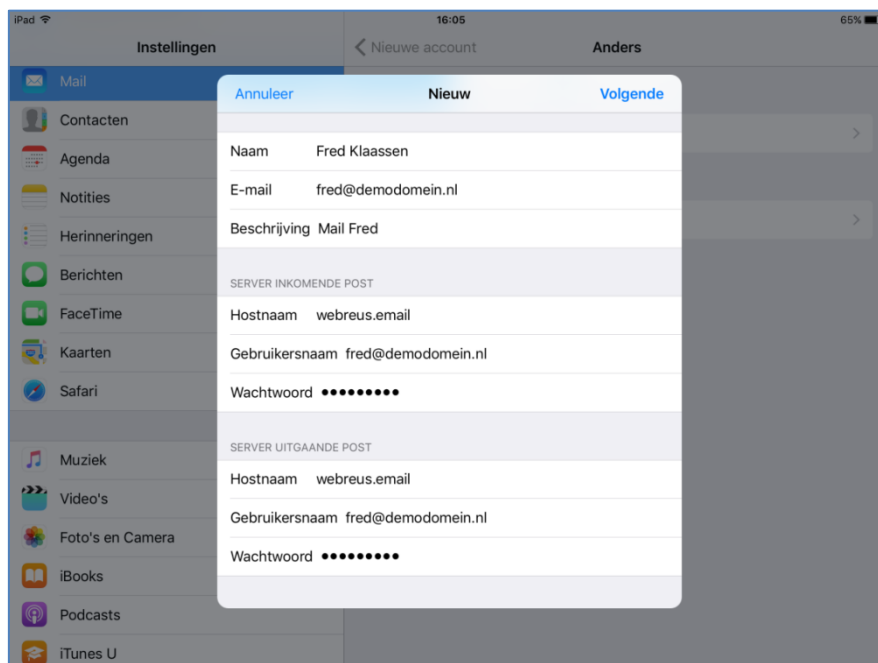 iPad 16:05 65%
Instellingen
Nieuwe account Anders
Mail
Contacten
Agenda
Notities
Herinneringen
Berichten
FaceTime
Kaarten
Safari
Muziek
Video's
Foto's en Camera
iBooks
Podcasts
iTunes U
Annuleer Nieuw Volgende
Naam Fred Klaassen
E-mail fred@demodomein.nl
Beschrijving Mail Fred
SERVER INKOMENDE POST
Hostnaam webreus.email
Gebruikersnaam fred@demodomein.nl
Wachtwoord •••••••••
SERVER UITGAANDE POST
Hostnaam webreus.email
Gebruikersnaam fred@demodomein.nl
Wachtwoord •••••••••